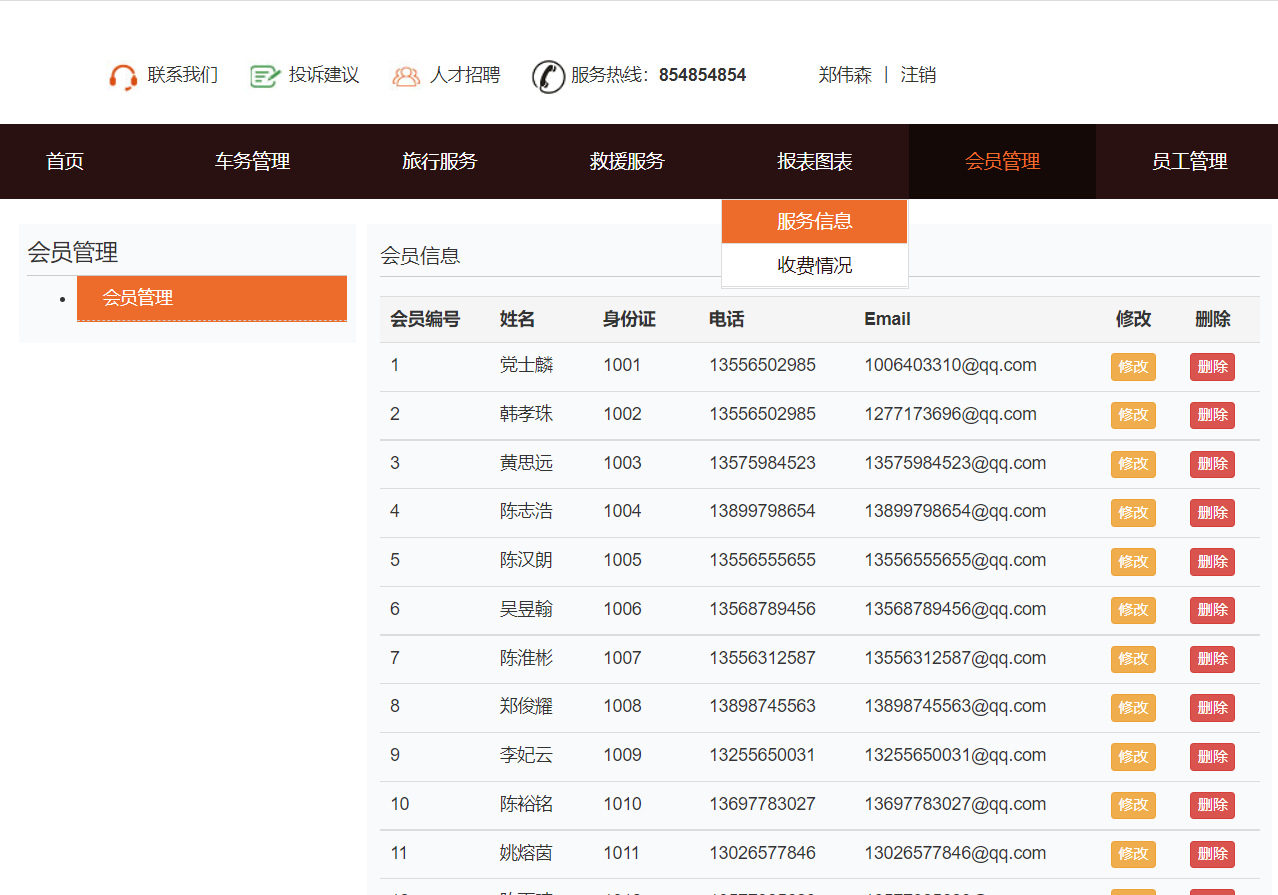 联系我们 投诉建议 人才招聘 服务热线：854854854 郑伟森 | 注销
首页 车务管理 旅行服务 救援服务 报表图表 会员管理 员工管理
服务信息
收费情况
会员管理
会员管理
会员信息
会员编号 姓名 身份证 电话 Email 修改 删除
1 党士麟 1001 13556502985 1006403310@qq.com 修改 删除
2 韩孝珠 1002 13556502985 1277173696@qq.com 修改 删除
3 黄思远 1003 13575984523 13575984523@qq.com 修改 删除
4 陈志浩 1004 13899798654 13899798654@qq.com 修改 删除
5 陈汉朗 1005 13556555655 13556555655@qq.com 修改 删除
6 吴昱翰 1006 13568789456 13568789456@qq.com 修改 删除
7 陈淮彬 1007 13556312587 13556312587@qq.com 修改 删除
8 郑俊耀 1008 13898745563 13898745563@qq.com 修改 删除
9 李妃云 1009 13255650031 13255650031@qq.com 修改 删除
10 陈裕铭 1010 13697783027 13697783027@qq.com 修改 删除
11 姚熔茵 1011 13026577846 13026577846@qq.com 修改 删除